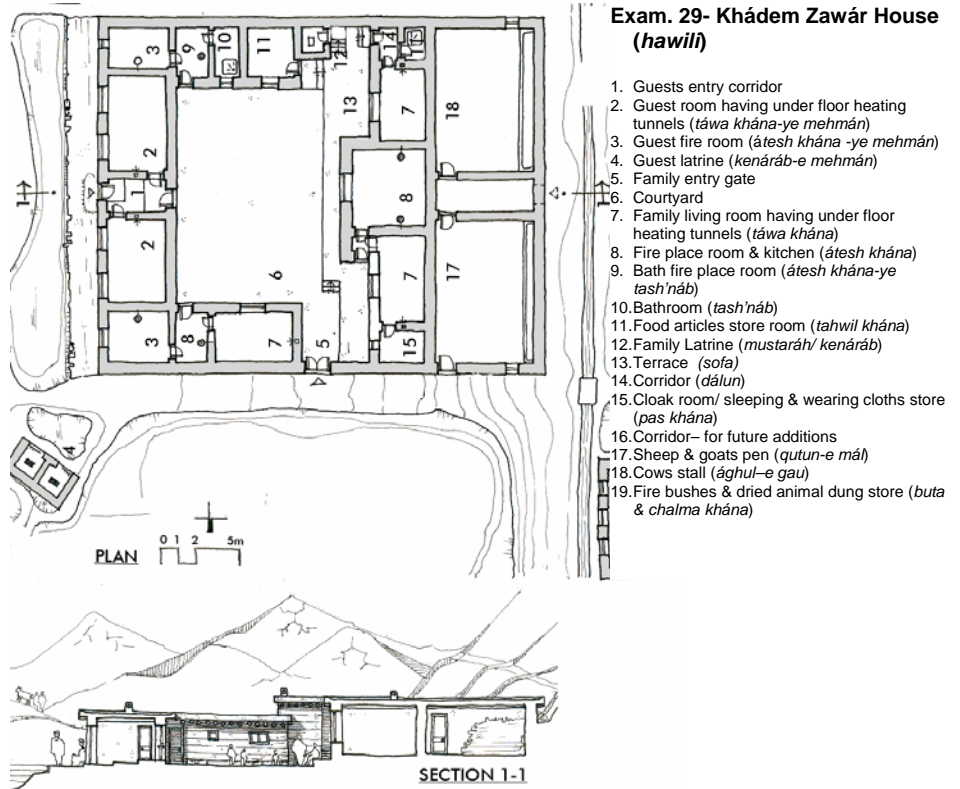 Exam. 29- Khádem Zawár House
(hawili)
1. Guests entry corridor
2. Guest room having under floor heating
tunnels (táwa khána-ye mehmán)
3. Guest fire room (átesh khána -ye mehmán)
4. Guest latrine (kenáráb-e mehmán)
5. Family entry gate
6. Courtyard
7. Family living room having under floor
heating tunnels (táwa khána)
8. Fire place room & kitchen (átesh khána)
9. Bath fire place room (átesh khána-ye
tash'náb)
10.Bathroom (tash'náb)
11.Food articles store room (tahwil khána)
12.Family Latrine (mustaráh/ kenáráb)
13.Terrace (sofa)
14.Corridor (dálun)
15.Cloak room/ sleeping & wearing cloths store
(pas khána)
16.Corridor– for future additions
17.Sheep & goats pen (qutun-e mál)
18.Cows stall (ághul–e gau)
19.Fire bushes & dried animal dung store (buta
& chalma khána)
3
9
10
11
12
14
13
7
18
2
1
8
1
2
6
7
17
3
8
7
5
15
4
PLAN
0 1 2 5m
SECTION 1-1